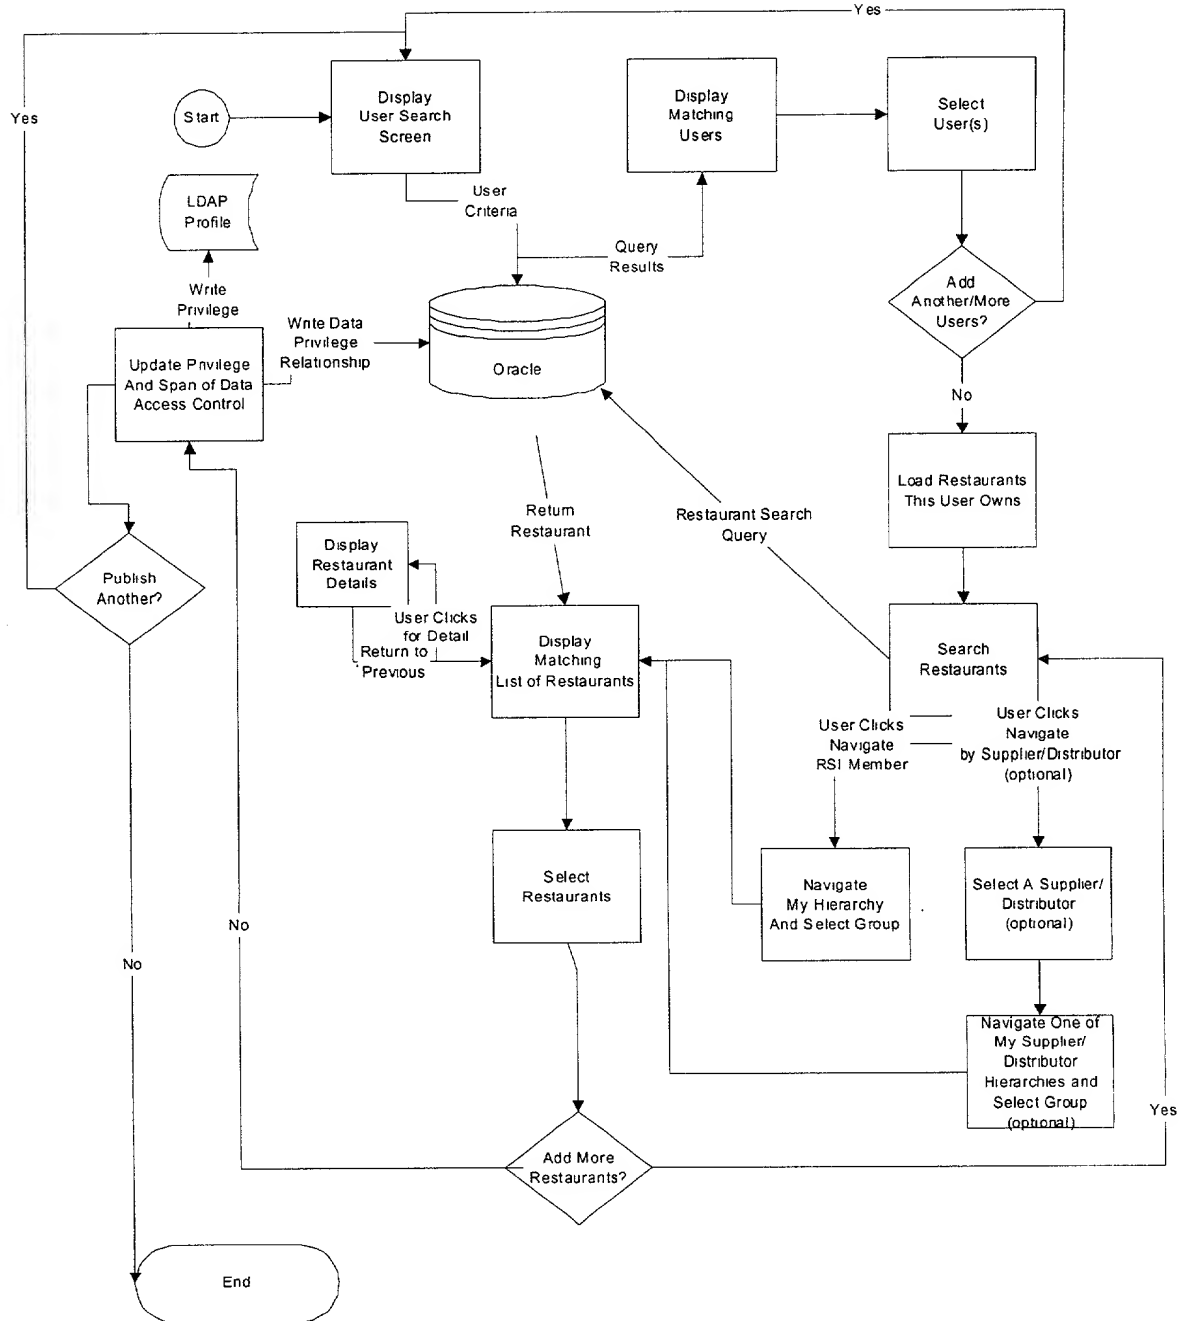 Yes
Yes
Start
Display
User Search
Screen
Display
Matching
Users
Select
User(s)
LDAP
Profile
User
Criteria
Query
Results
Write
Privilege
Write Data
Privilege
Relationship
Add
Another/More
Users?
Update Privilege
And Span of Data
Access Control
Oracle
No
Load Restaurants
This User Owns
Return
Restaurant
Restaurant Search
Query
Display
Restaurant
Details
Publish
Another?
User Clicks
for Detail
Return to
Previous
Display
Matching
List of Restaurants
Search
Restaurants
User Clicks
Navigate
RSI Member
User Clicks
Navigate
by Supplier/Distributor
(optional)
Select
Restaurants
Navigate
My Hierarchy
And Select Group
Select A Supplier/
Distributor
(optional)
No
No
Navigate One of
My Supplier/
Distributor
Hierarchies and
Select Group
(optional)
Yes
Add More
Restaurants?
End